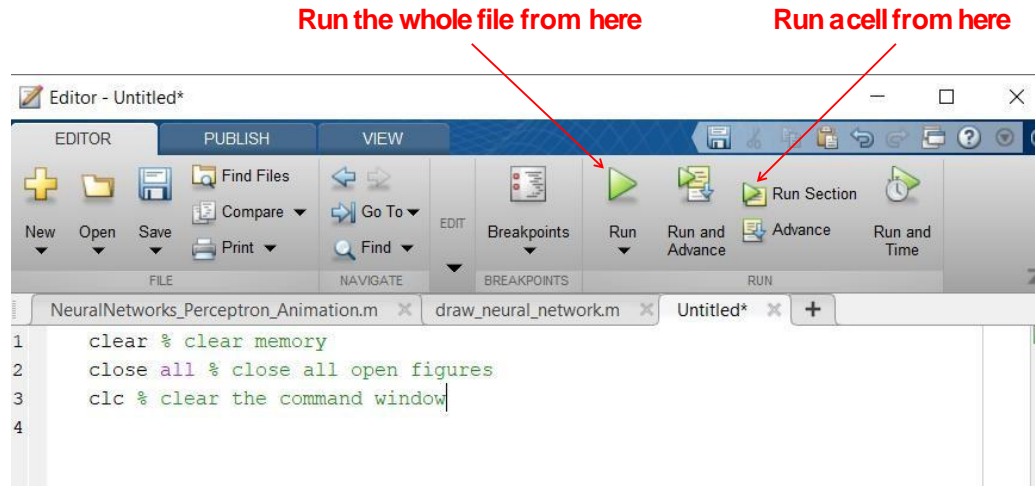 Run the whole file from here
Run a cell from here
Editor - Untitled*
EDITOR PUBLISH VIEW
Find Files
Compare
Go To
New Open Save
EDIT
Breakpoints
Run
Run and Advance
Run Section
Advance
Run and Time
Print
Find
FILE NAVIGATE BREAKPOINTS RUN
NeuralNetworks_Perceptron_Animation.m draw_neural_network.m Untitled*
1 clear % clear memory
2 close all % close all open figures
3 clc % clear the command window
4